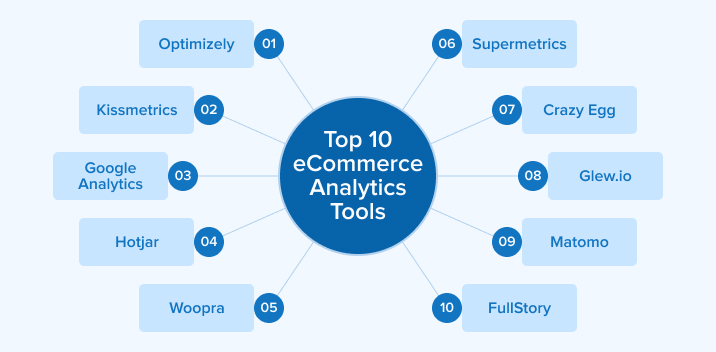 Top 10
eCommerce
Analytics
Tools
01
Optimizely
02
Kissmetrics
03
Google
Analytics
04
Hotjar
05
Woopra
06
Supermetrics
07
Crazy Egg
08
Glew.io
09
Matomo
10
FullStory